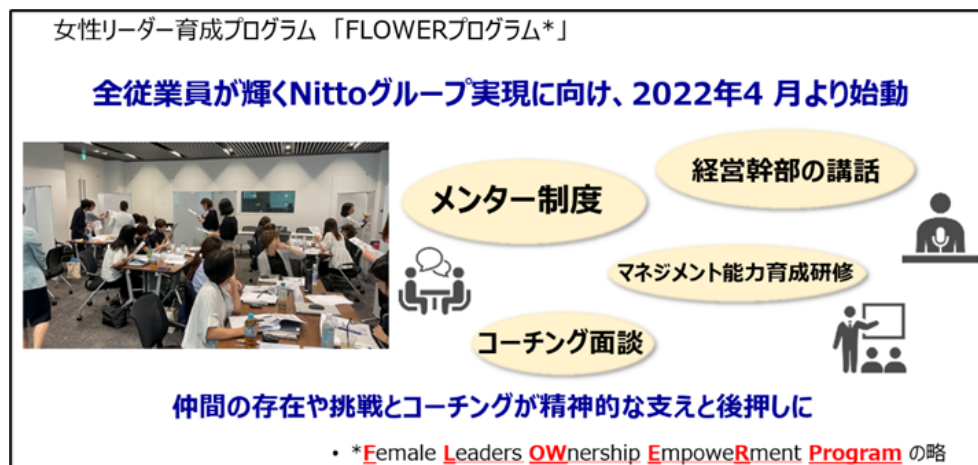 女性リーダー育成プログラム 「FLOWERプログラム*」
全従業員が輝くNittoグループ実現に向け、2022年4 月より始動
メンター制度
経営幹部の講話
マネジメント能力育成研修
コーチング面談
仲間の存在や挑戦とコーチングが精神的な支えと後押しに
• *Female Leaders OWnership EmpoweRment Program の略